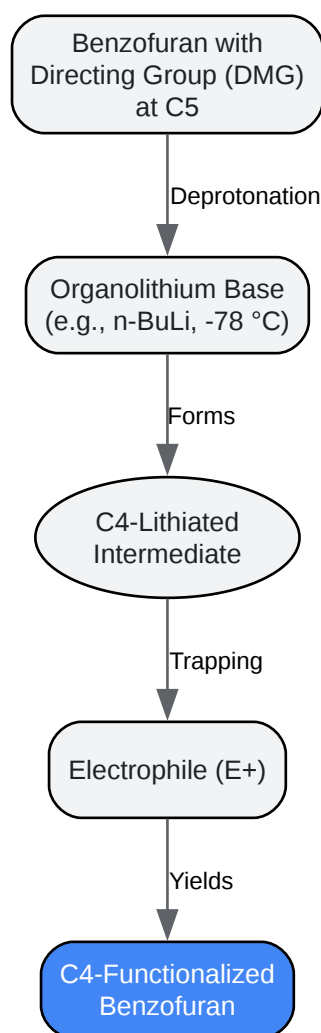 Benzofuran with
Directing Group (DMG)
at C5
Deprotonation
Organolithium Base
(e.g., n-BuLi, -78 °C)
Forms
C4-Lithiated
Intermediate
Trapping
Electrophile (E+)
Yields
C4-Functionalized
Benzofuran